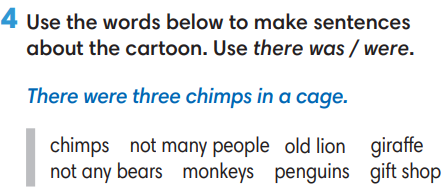 4 Use the words below to make sentences
about the cartoon. Use there was / were.
There were three chimps in a cage.
chimps not many people old lion giraffe
not any bears monkeys penguins gift shop